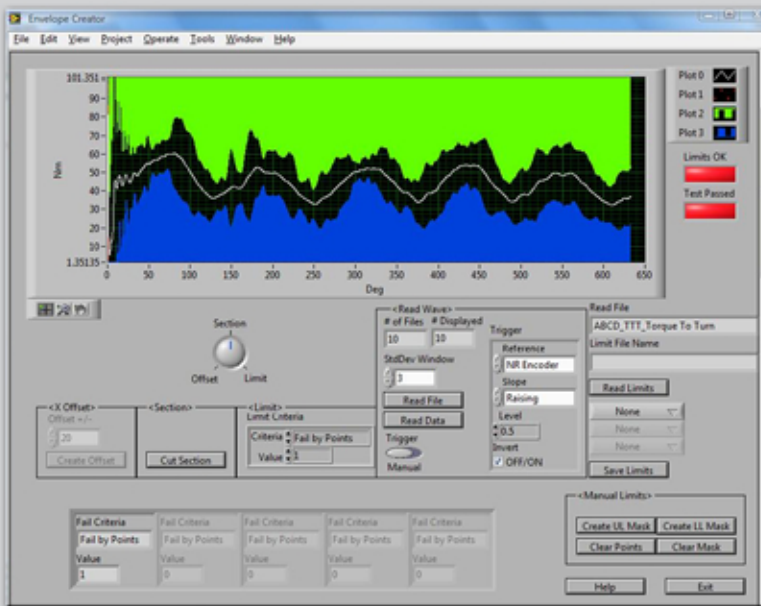 Envelope Creator
File Edit View Project Operate Tools Window Help
101.351
90
80
70
60
50
40
30
20
10
1.35135
Nm
0 50 100 150 200 250 300 350 400 450 500 550 600 650
Deg
Plot 0
Plot 1
Plot 2
Plot 3
Limits OK
Test Passed
Section
Offset Limit
<X Offset>
Offset +/-
20
Create Offset
<Section>
Cut Section
<Limit>
Limit Criteria
Criteria Fail by Points
Value 1
<Read Wave>
# of Files # Displayed
10 10
StdDev Window
3
Read File
Read Data
Trigger
Manual
Trigger
Reference
NR Encoder
Slope
Raising
Level
0.5
Invert
OFF/ON
Read File
ABCD_TTT_Torque To Turn
Limit File Name
Read Limits
None
None
None
Save Limits
Fail Criteria Fail Criteria Fail Criteria Fail Criteria Fail Criteria
Fail by Points Fail by Points Fail by Points Fail by Points Fail by Points
Value Value Value Value Value
1 0 0 0 0
<Manual Limits>
Create UL Mask Create LL Mask
Clear Points Clear Mask
Help Exit